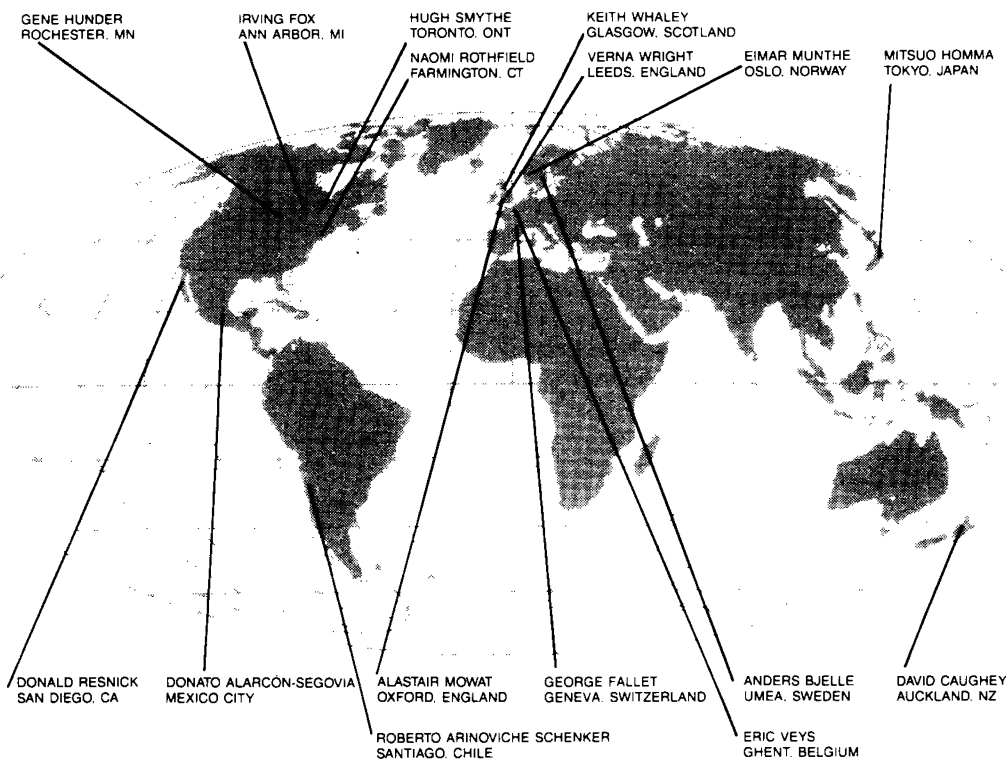 GENE HUNDER
ROCHESTER, MN
IRVING FOX
ANN ARBOR, MI
HUGH SMYTHE
TORONTO, ONT
NAOMI ROTHFIELD
FARMINGTON, CT
KEITH WHALEY
GLASGOW, SCOTLAND
VERNA WRIGHT
LEEDS, ENGLAND
EIMAR MUNTHE
OSLO, NORWAY
MITSUO HOMMA
TOKYO, JAPAN
DONALD RESNICK
SAN DIEGO, CA
DONATO ALARCÓN-SEGOVIA
MEXICO CITY
ALASTAIR MOWAT
OXFORD, ENGLAND
GEORGE FALLET
GENEVA, SWITZERLAND
ANDERS BJELLE
UMEA, SWEDEN
DAVID CAUGHEY
AUCKLAND, NZ
ROBERTO ARINOVICHE SCHENKER
SANTIAGO, CHILE
ERIC VEYS
GHENT, BELGIUM